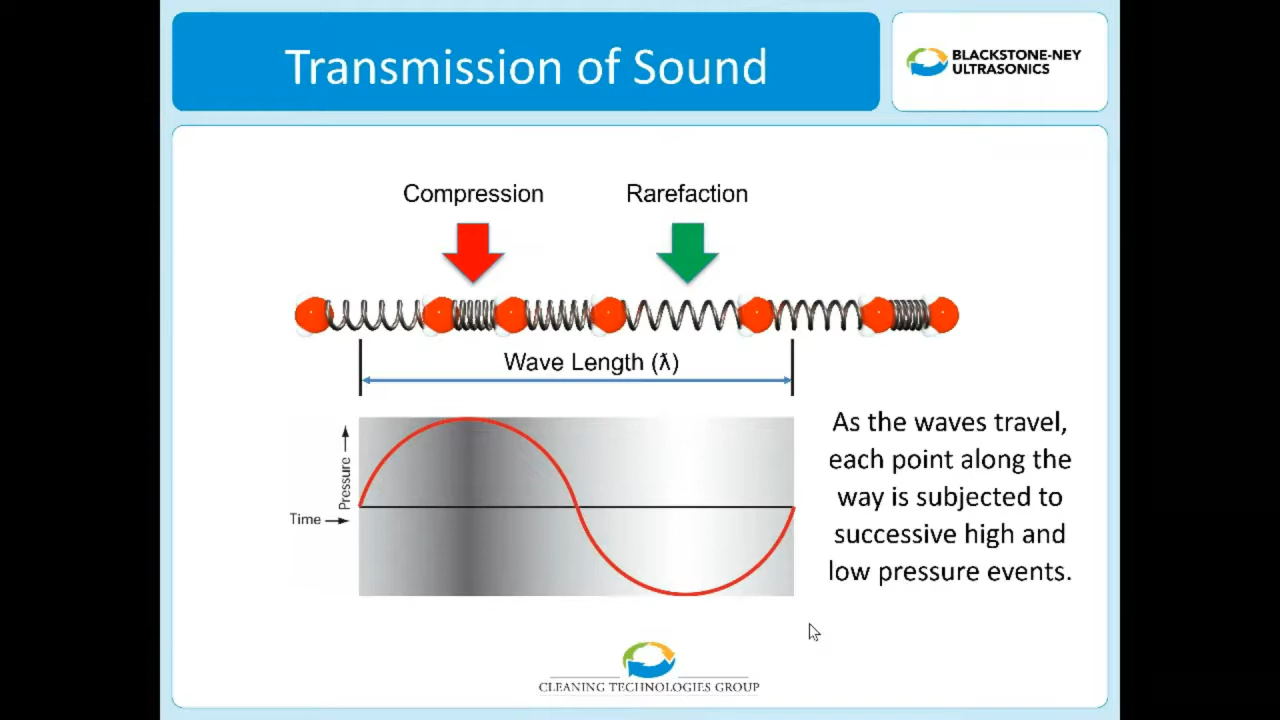 Transmission of Sound
BLACKSTONE-NEY
ULTRASONICS
Compression
Rarefaction
Wave Length (ƛ)
Pressure
Time
As the waves travel,
each point along the
way is subjected to
successive high and
low pressure events.
CLEANING TECHNOLOGIES GROUP